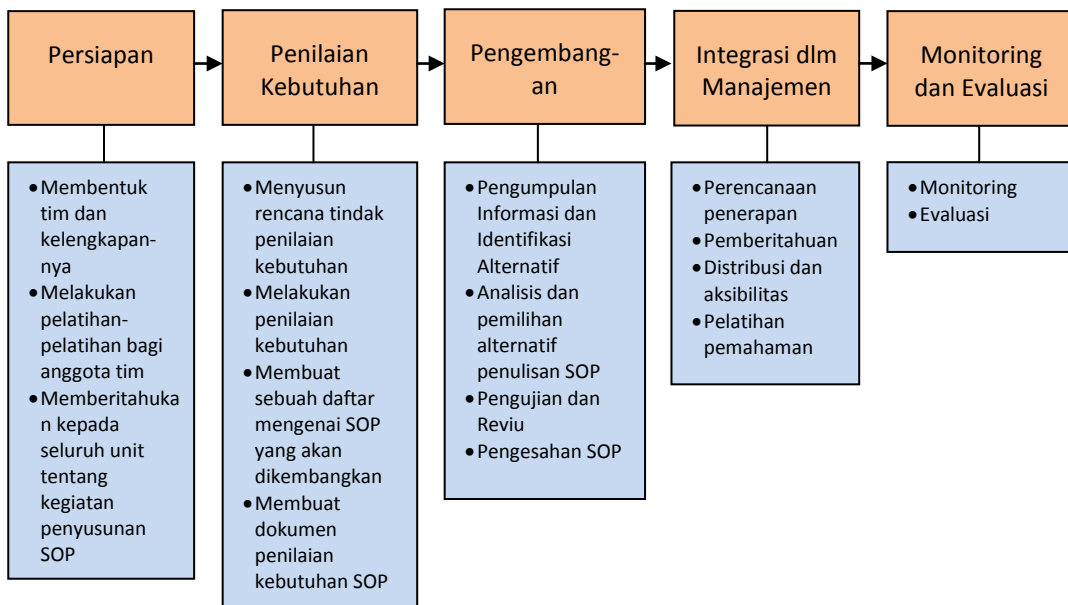 Persiapan
Penilaian
Kebutuhan
Pengembang-
an
Integrasi dlm
Manajemen
Monitoring
dan Evaluasi
•Membentuk
tim dan
kelengkapan-
nya
•Melakukan
pelatihan-
pelatihan bagi
anggota tim
•Memberitahuka
n kepada
seluruh unit
tentang
kegiatan
penyusunan
SOP
•Menyusun
rencana tindak
penilaian
kebutuhan
•Melakukan
penilaian
kebutuhan
•Membuat
sebuah daftar
mengenai SOP
yang akan
dikembangkan
•Membuat
dokumen
penilaian
kebutuhan SOP
•Pengumpulan
Informasi dan
Identifikasi
Alternatif
•Analisis dan
pemilihan
alternatif
penulisan SOP
•Pengujian dan
Reviu
•Pengesahan SOP
•Perencanaan
penerapan
•Pemberitahuan
•Distribusi dan
aksibilitas
•Pelatihan
pemahaman
•Monitoring
•Evaluasi